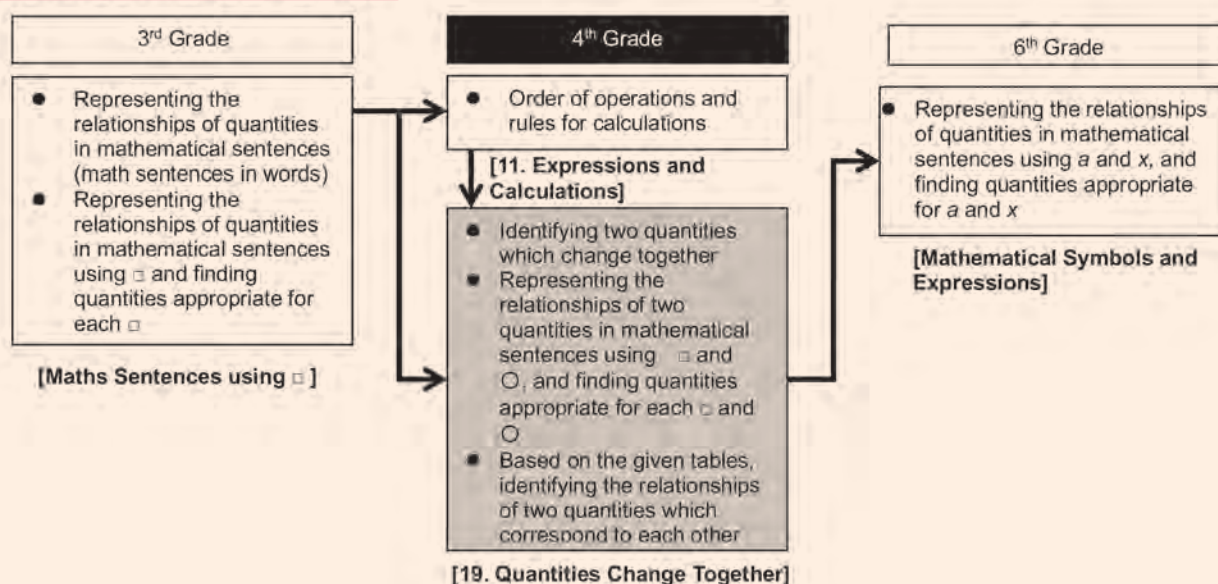 3rd Grade
● Representing the
relationships of quantities
in mathematical sentences
(math sentences in words)
● Representing the
relationships of quantities
in mathematical sentences
using □ and finding
quantities appropriate for
each □
[Maths Sentences using □ ]
4th Grade
● Order of operations and
rules for calculations
[11. Expressions and
Calculations]
● Identifying two quantities
which change together
● Representing the
relationships of two
quantities in mathematical
sentences using □ and
○, and finding quantities
appropriate for each □ and
○
● Based on the given tables,
identifying the relationships
of two quantities which
correspond to each other
[19. Quantities Change Together]
6th Grade
● Representing the relationships
of quantities in mathematical
sentences using a and x, and
finding quantities appropriate
for a and x
[Mathematical Symbols and
Expressions]